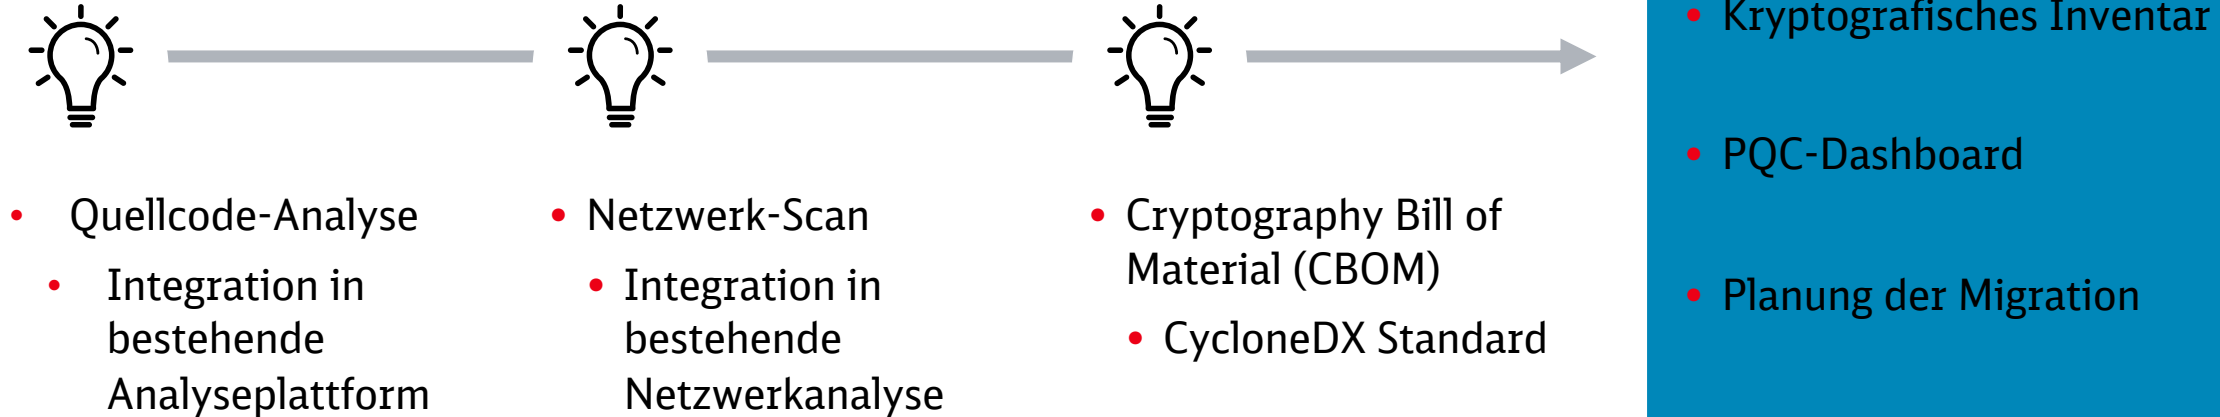 • Quellcode-Analyse
• Integration in
bestehende
Analyseplattform
• Netzwerk-Scan
• Integration in
bestehende
Netzwerkanalyse
• Cryptography Bill of
Material (CBOM)
• CycloneDX Standard
• Kryptografisches Inventar
• PQC-Dashboard
• Planung der Migration